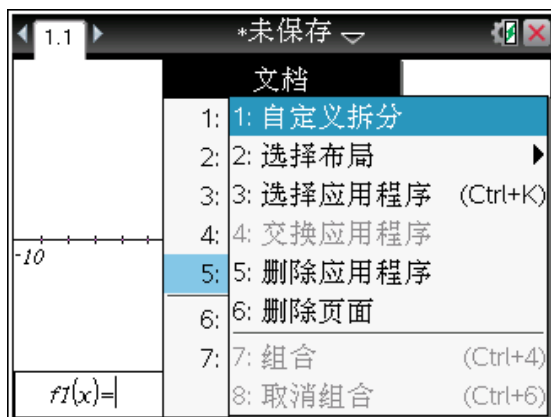 1.1 *未保存
文档
1: 1: 自定义拆分
2: 2: 选择布局
3: 3: 选择应用程序 (Ctrl+K)
4: 4: 交换应用程序
-10
5: 5: 删除应用程序
6: 6: 删除页面
7: 7: 组合 (Ctrl+4)
f1(x)= 8: 取消组合 (Ctrl+6)